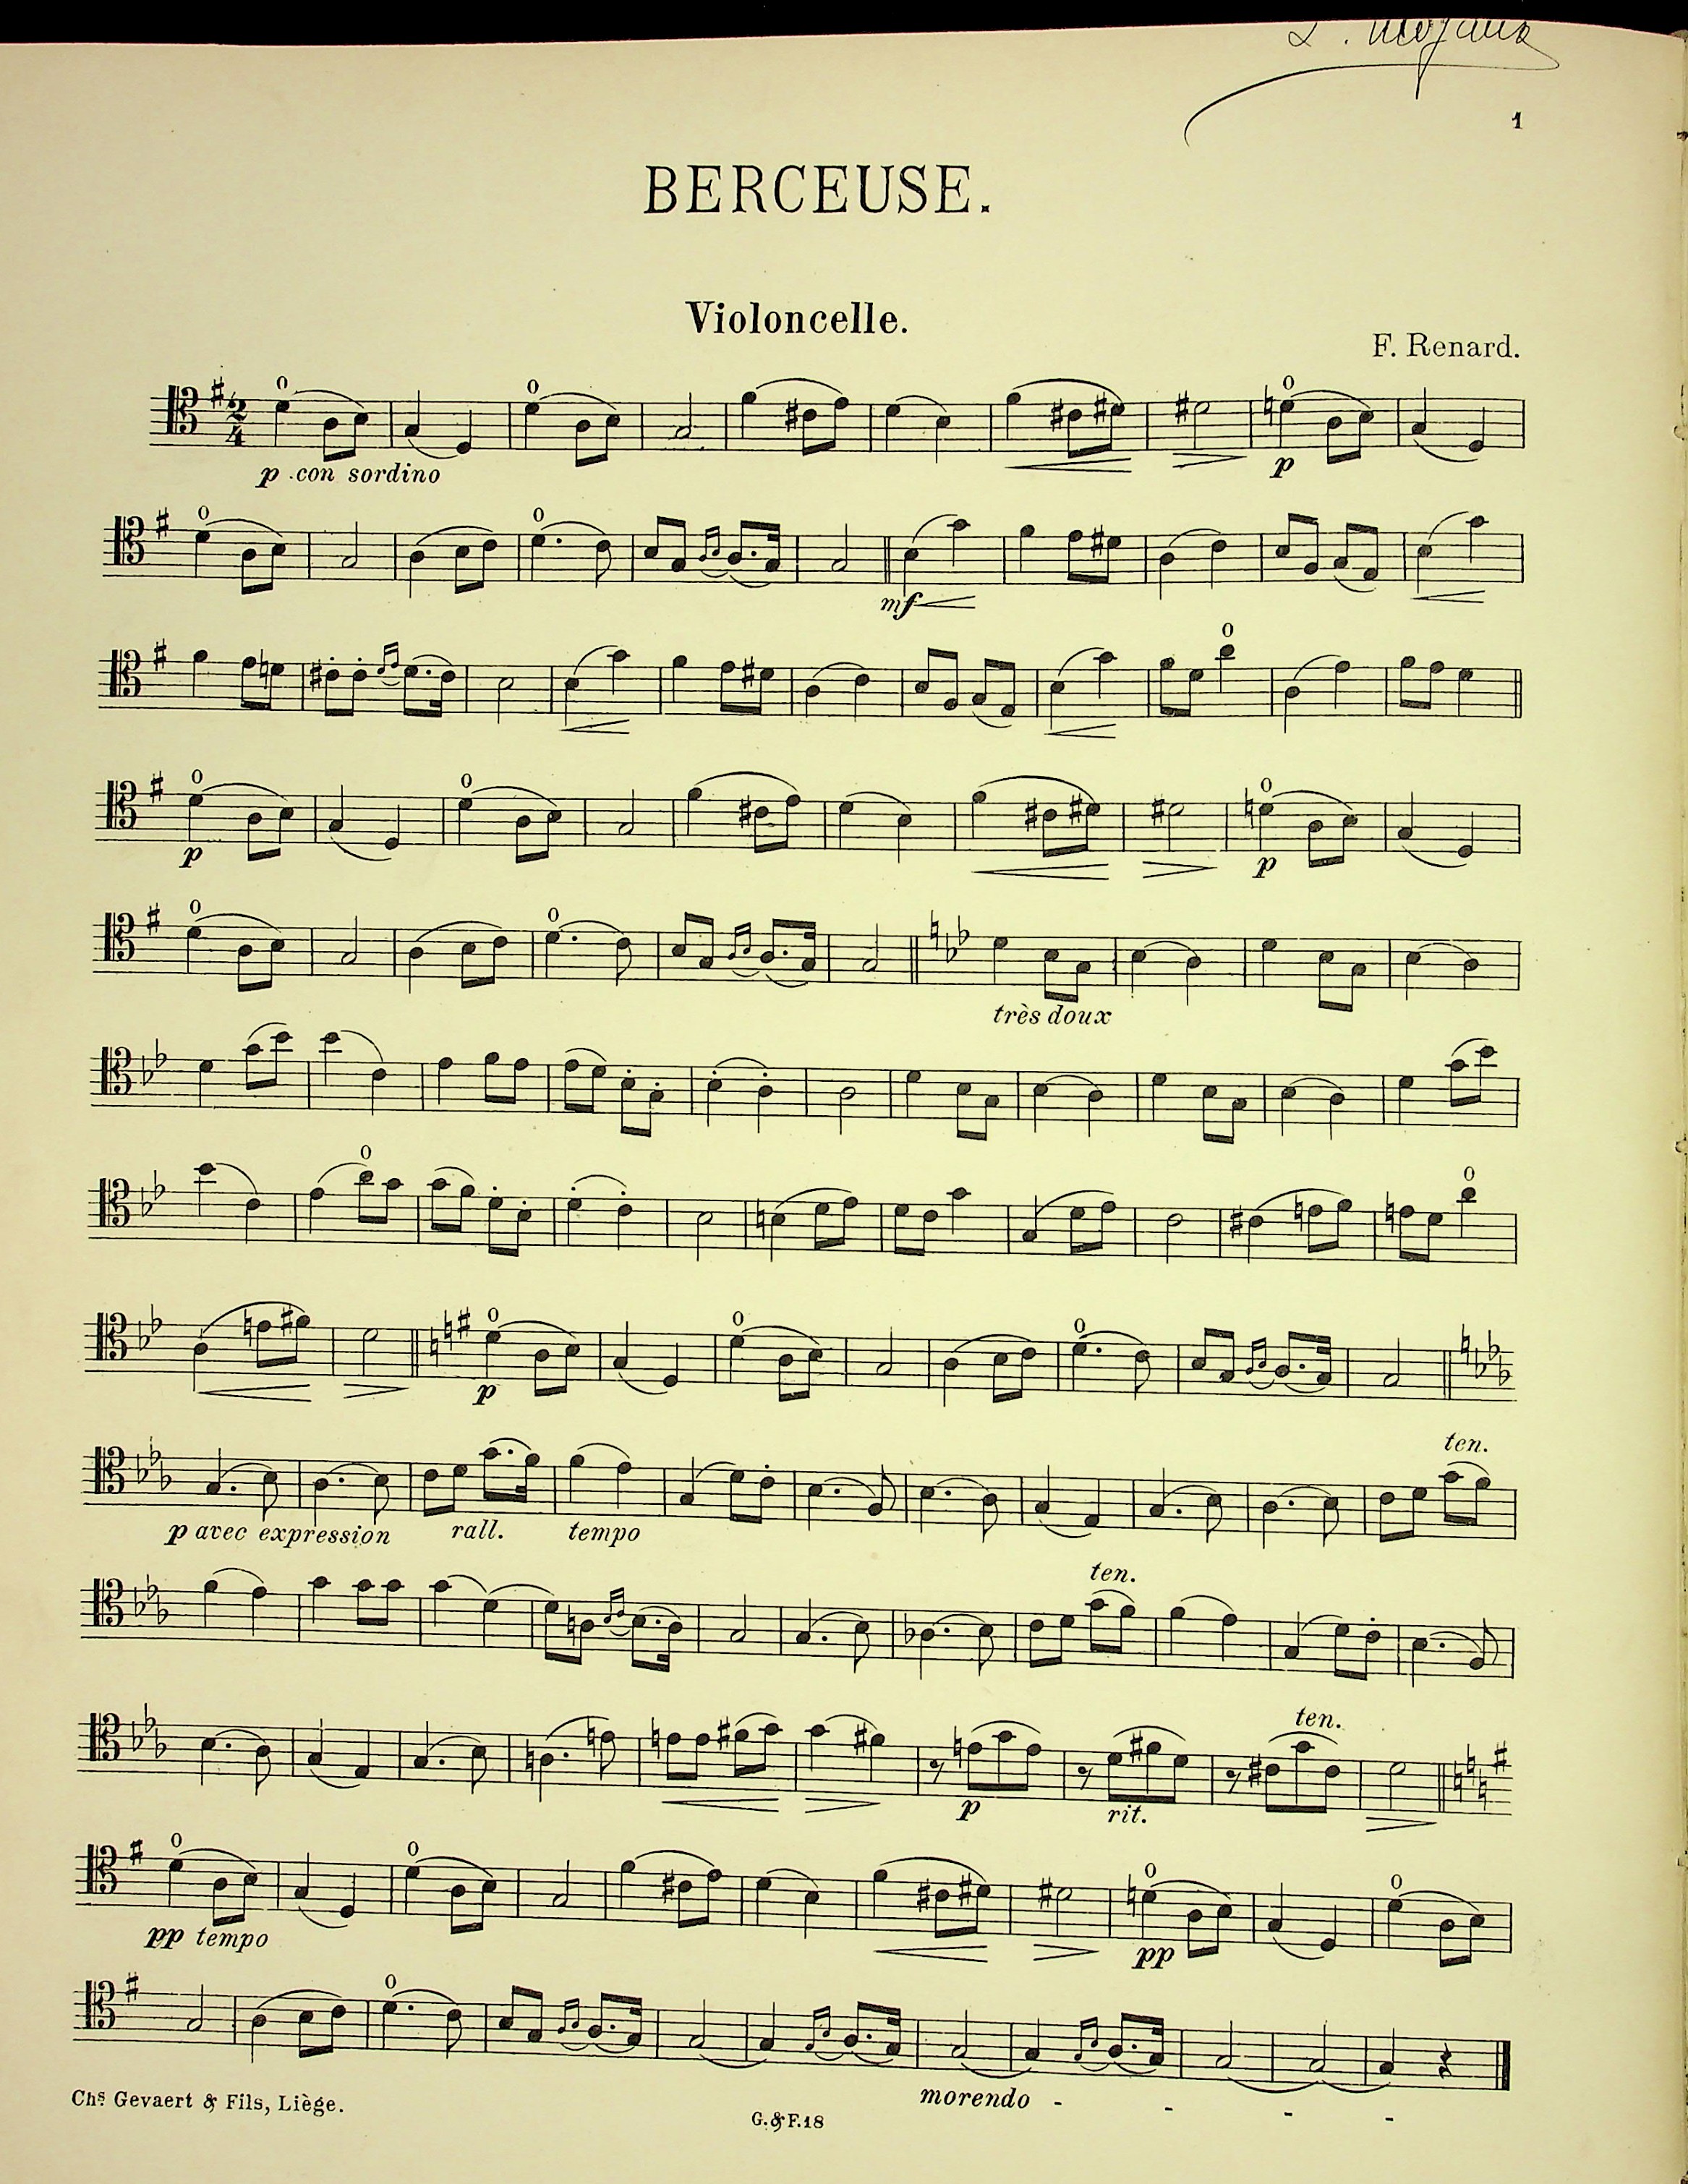 1
BERCEUSE.
Violoncelle.
F. Renard.
2
4
0 0 0
p con sordino p
0 0
mf
0
0 0 0
p p
0 0
très doux
0 0
0 0 0
p
ten.
p avec expression rall. tempo
ten.
ten.
p rit.
0 0 0 0
pp tempo pp
0
morendo - - - -
Chs. Gevaert & Fils, Liège.
G. & F. 18